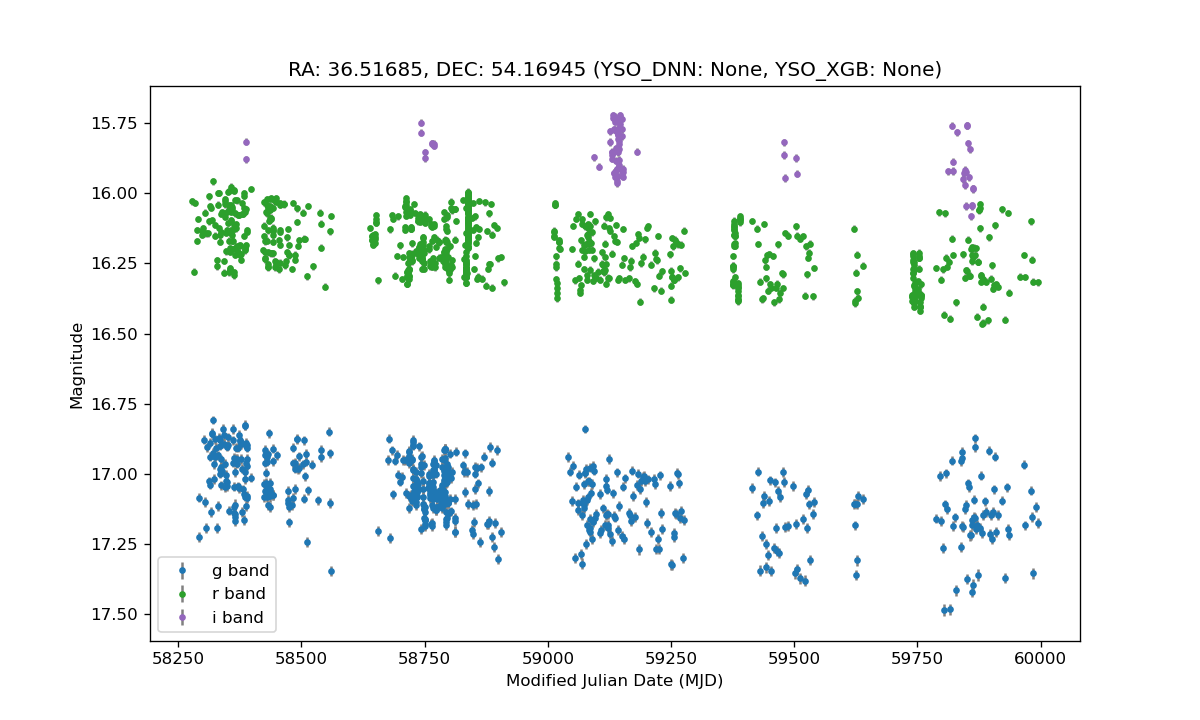 RA: 36.51685, DEC: 54.16945 (YSO_DNN: None, YSO_XGB: None)
15.75
16.00
16.25
16.50
16.75
17.00
17.25
17.50
Magnitude
g band
r band
i band
58250 58500 58750 59000 59250 59500 59750 60000
Modified Julian Date (MJD)